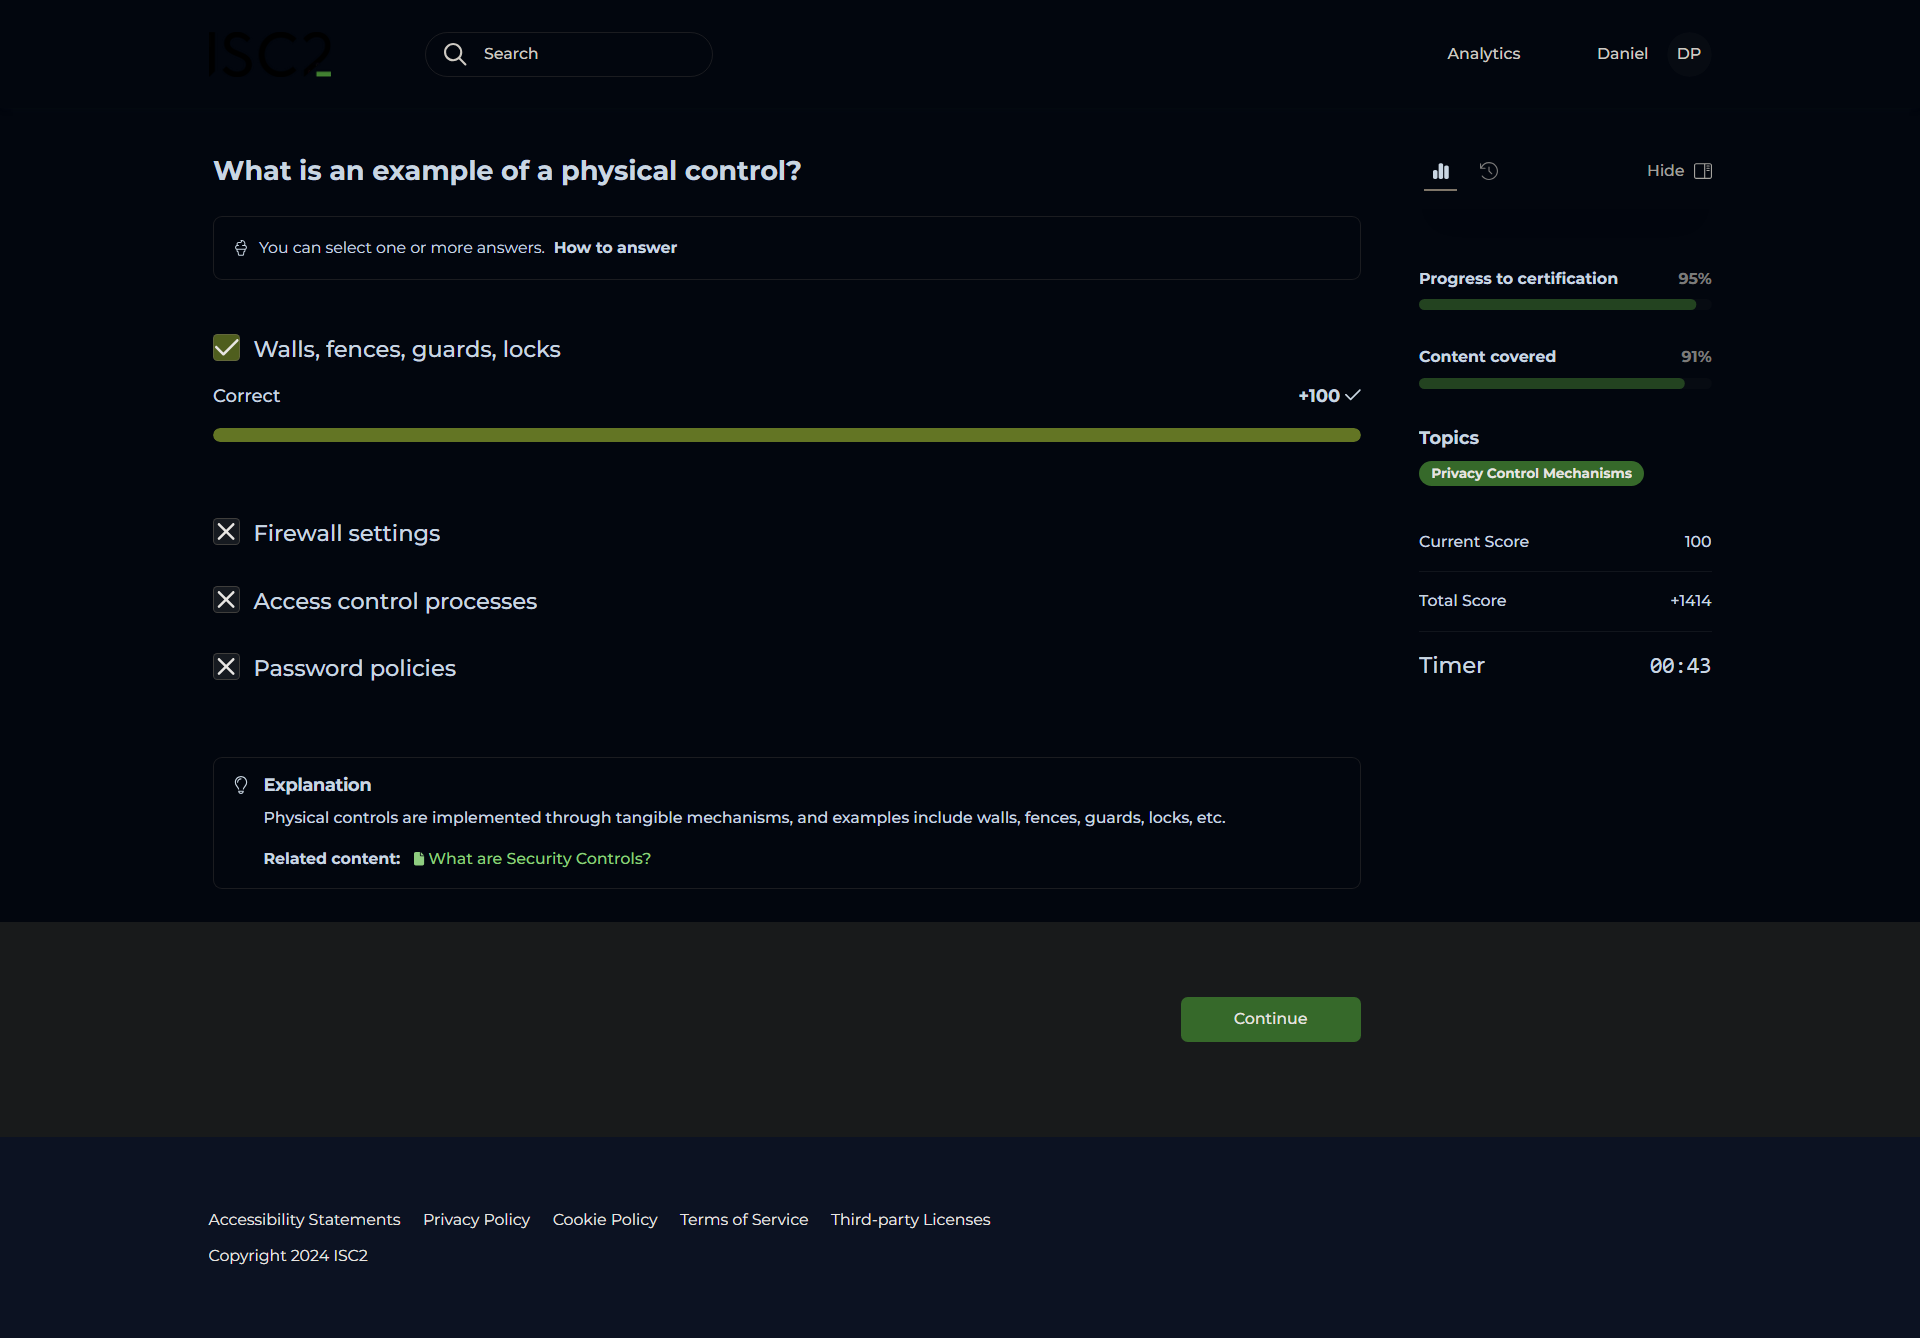 ISC2
Search
Analytics
Daniel
DP
What is an example of a physical control?
Hide
You can select one or more answers. How to answer
Progress to certification 95%
Walls, fences, guards, locks
Content covered 91%
Correct +100
Topics
Privacy Control Mechanisms
Firewall settings
Current Score 100
Access control processes
Total Score +1414
Password policies
Timer 00:43
Explanation
Physical controls are implemented through tangible mechanisms, and examples include walls, fences, guards, locks, etc.
Related content: What are Security Controls?
Continue
Accessibility Statements Privacy Policy Cookie Policy Terms of Service Third-party Licenses
Copyright 2024 ISC2